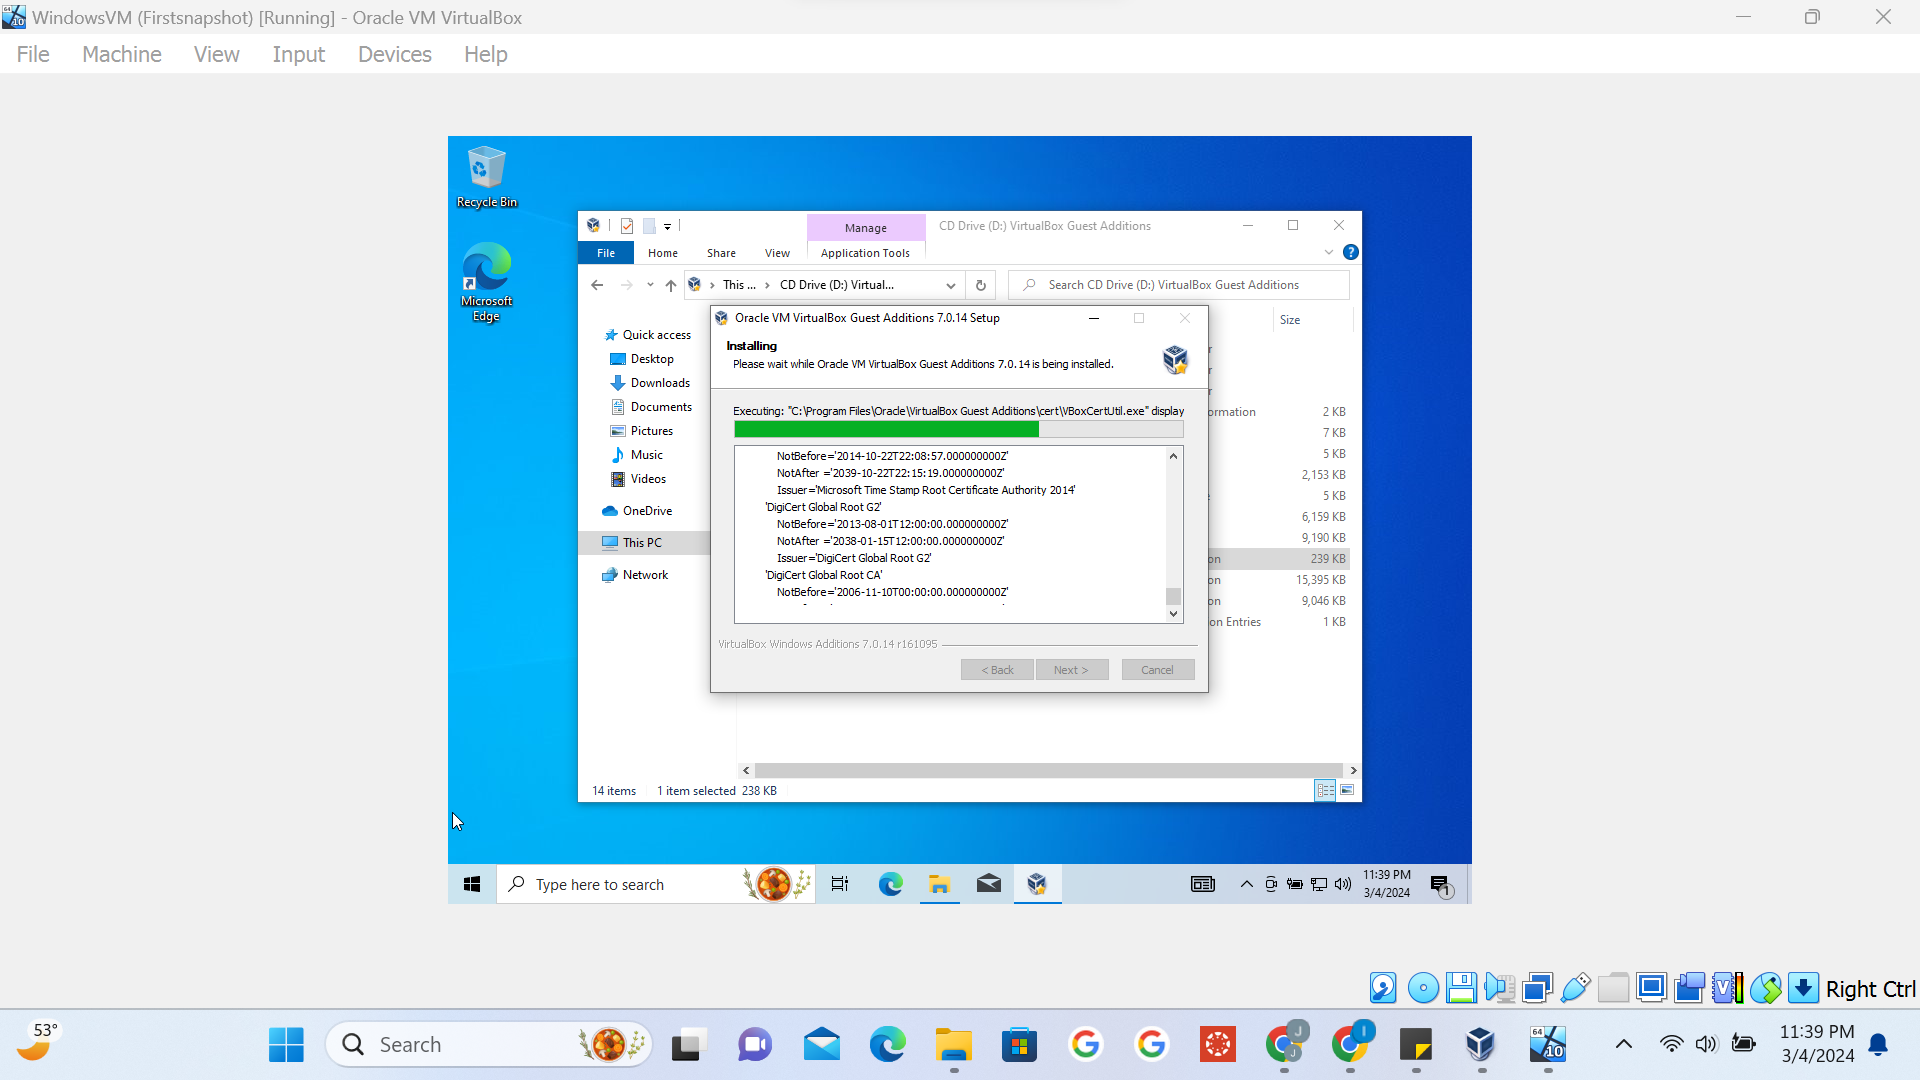 WindowsVM (Firstsnapshot) [Running] - Oracle VM VirtualBox
File Machine View Input Devices Help
Recycle Bin
Microsoft
Edge
Manage
CD Drive (D:) VirtualBox Guest Additions
File Home Share View Application Tools
This ... CD Drive (D:) Virtual...
Search CD Drive (D:) VirtualBox Guest Additions
Quick access
Desktop
Downloads
Documents
Pictures
Music
Videos
OneDrive
This PC
Network
Size
ormation 2 KB
7 KB
5 KB
2,153 KB
5 KB
6,159 KB
9,190 KB
on 239 KB
on 15,395 KB
on 9,046 KB
on Entries 1 KB
Oracle VM VirtualBox Guest Additions 7.0.14 Setup
Installing
Please wait while Oracle VM VirtualBox Guest Additions 7.0.14 is being installed.
Executing: "C:\Program Files\Oracle\VirtualBox Guest Additions\cert\VBoxCertUtil.exe" display
NotBefore='2014-10-22T22:08:57.000000000Z'
NotAfter ='2039-10-22T22:15:19.000000000Z'
Issuer='Microsoft Time Stamp Root Certificate Authority 2014'
'DigiCert Global Root G2'
NotBefore='2013-08-01T12:00:00.000000000Z'
NotAfter ='2038-01-15T12:00:00.000000000Z'
Issuer='DigiCert Global Root G2'
'DigiCert Global Root CA'
NotBefore='2006-11-10T00:00:00.000000000Z'
VirtualBox Windows Additions 7.0.14 r161095
< Back Next > Cancel
14 items 1 item selected 238 KB
Type here to search
11:39 PM
3/4/2024
1
Right Ctrl
53°
Search
11:39 PM
3/4/2024